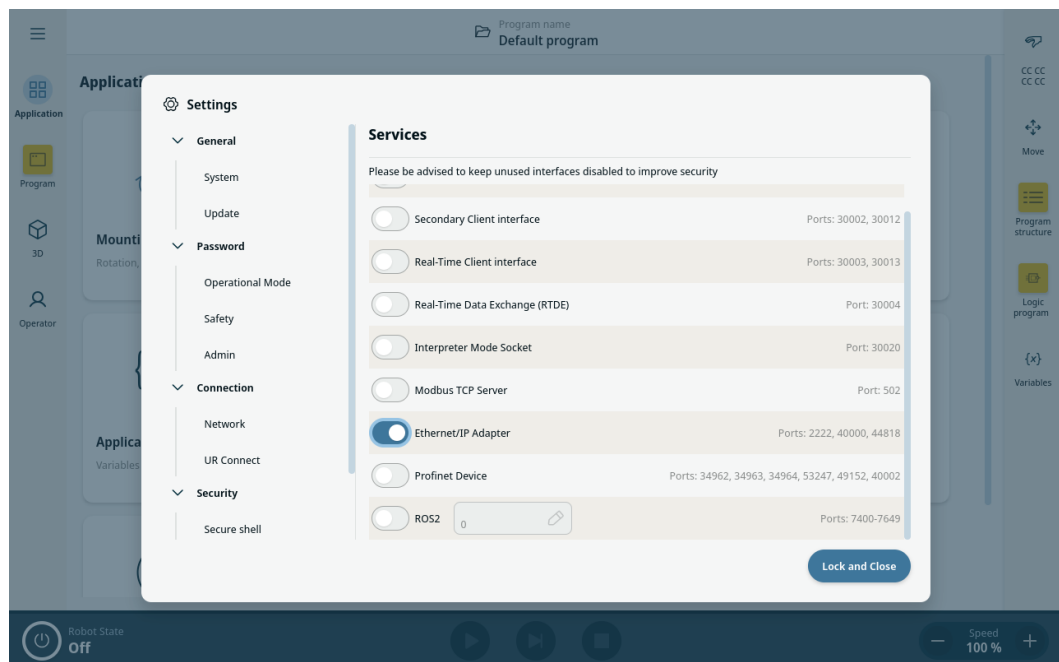 Program name
Default program
Application
Program
3D
Operator
Applicati
Mounti
Rotation,
Applica
Variables
Settings
General
System
Update
Password
Operational Mode
Safety
Admin
Connection
Network
UR Connect
Security
Secure shell
Services
Please be advised to keep unused interfaces disabled to improve security
Secondary Client interface Ports: 30002, 30012
Real-Time Client interface Ports: 30003, 30013
Real-Time Data Exchange (RTDE) Port: 30004
Interpreter Mode Socket Port: 30020
Modbus TCP Server Port: 502
Ethernet/IP Adapter Ports: 2222, 40000, 44818
Profinet Device Ports: 34962, 34963, 34964, 53247, 49152, 40002
ROS2 0 Ports: 7400-7649
Lock and Close
CC CC
CC CC
Move
Program
structure
Logic
program
{x}
Variables
Robot State
Off
Speed
100 %